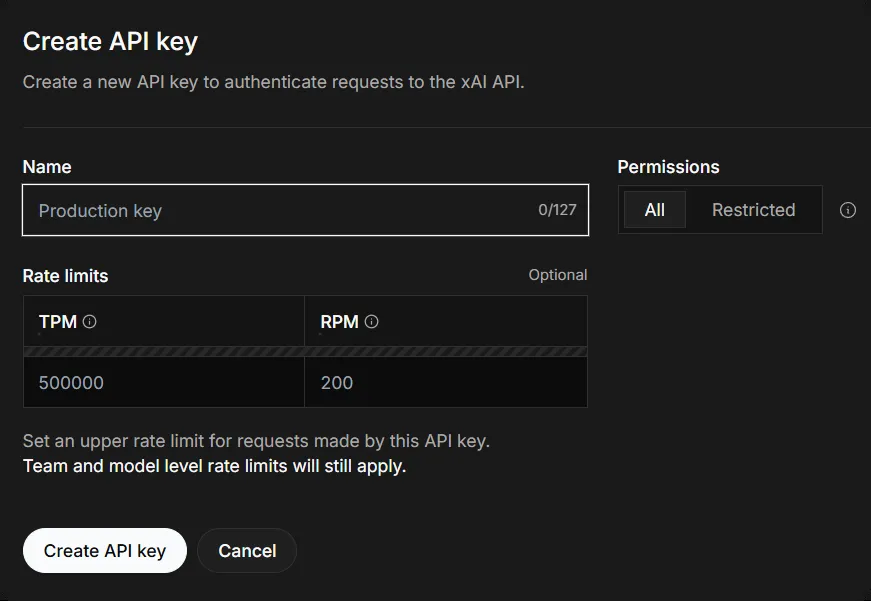 Create API key
Create a new API key to authenticate requests to the xAI API.
Name
Permissions
Production key 0/127
All Restricted
Rate limits Optional
TPM RPM
500000 200
Set an upper rate limit for requests made by this API key.
Team and model level rate limits will still apply.
Create API key Cancel